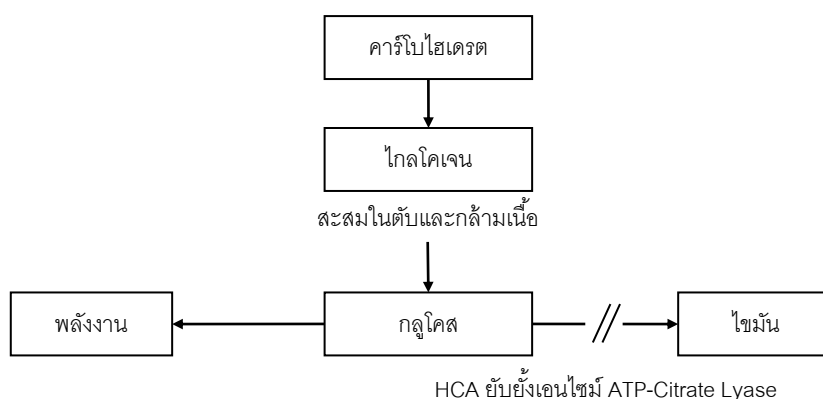 คาร์โบไฮเดรต
ไกลโคเจน
สะสมในตับและกล้ามเนื้อ
พลังงาน
กลูโคส
ไขมัน
HCA ยับยั้งเอนไซม์ ATP-Citrate Lyase